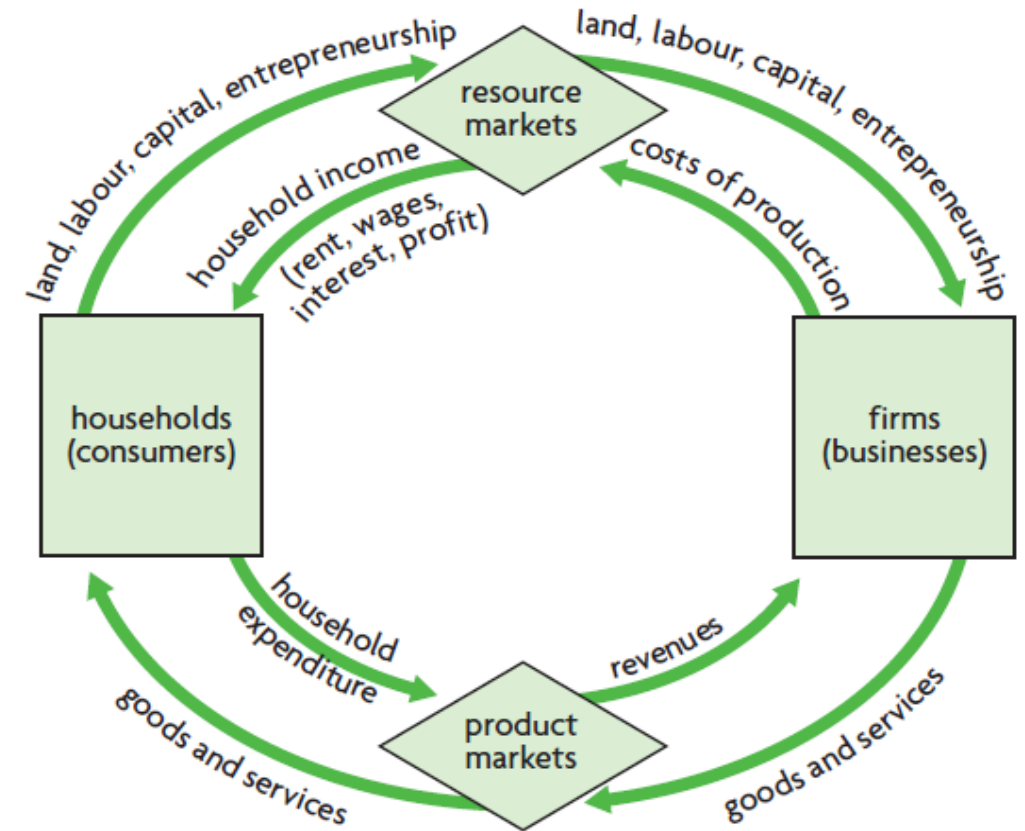 land, labour, capital, entrepreneurship
land, labour, capital, entrepreneurship
resource
markets
household income
(rent, wages,
interest, profit)
costs of production
households
(consumers)
firms
(businesses)
household
expenditure
revenues
product
markets
goods and services
goods and services